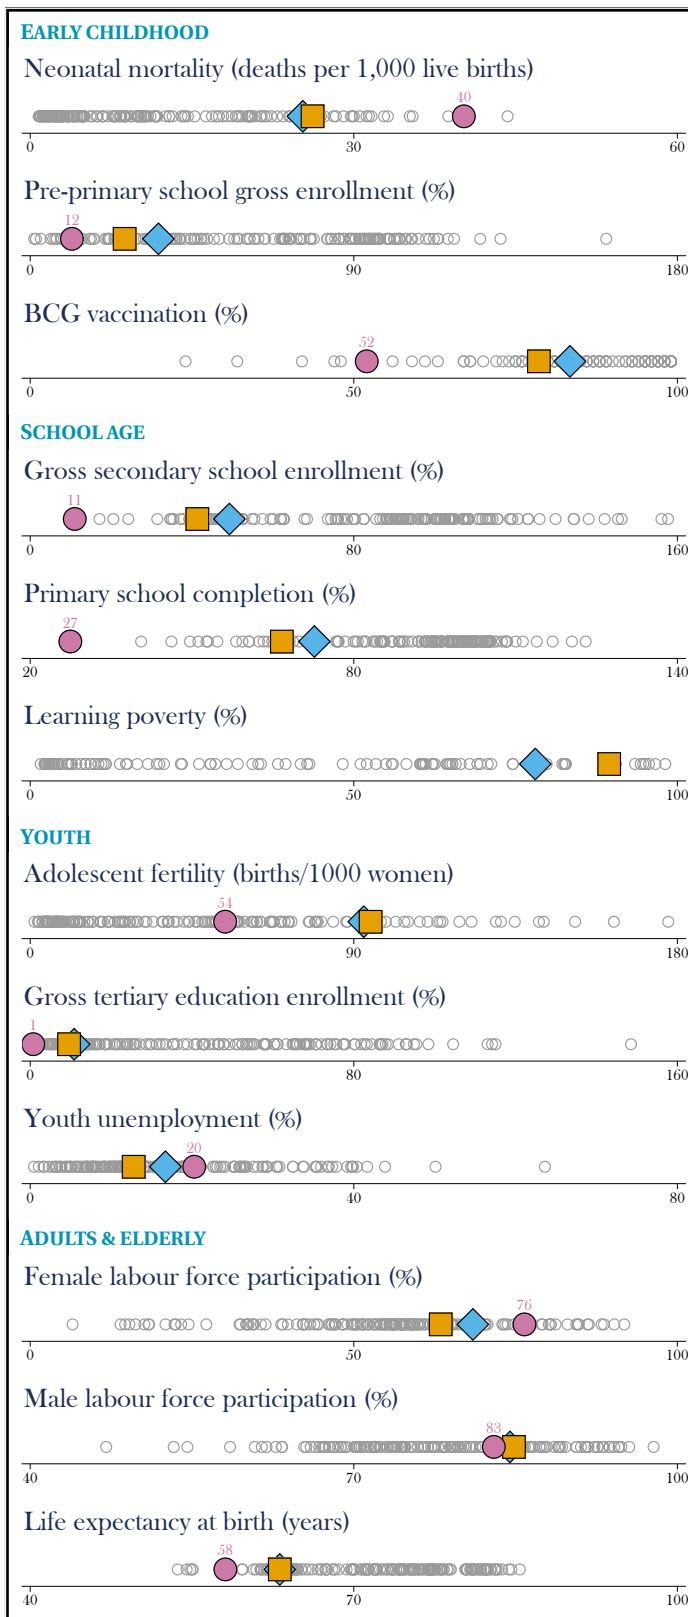 EARLY CHILDHOOD
Neonatal mortality (deaths per 1,000 live births)
40
0 30 60
Pre-primary school gross enrollment (%)
12
0 90 180
BCG vaccination (%)
52
0 50 100
SCHOOL AGE
Gross secondary school enrollment (%)
11
0 80 160
Primary school completion (%)
27
20 80 140
Learning poverty (%)
0 50 100
YOUTH
Adolescent fertility (births/1000 women)
54
0 90 180
Gross tertiary education enrollment (%)
1
0 80 160
Youth unemployment (%)
20
0 40 80
ADULTS & ELDERLY
Female labour force participation (%)
76
0 50 100
Male labour force participation (%)
83
40 70 100
Life expectancy at birth (years)
58
40 70 100